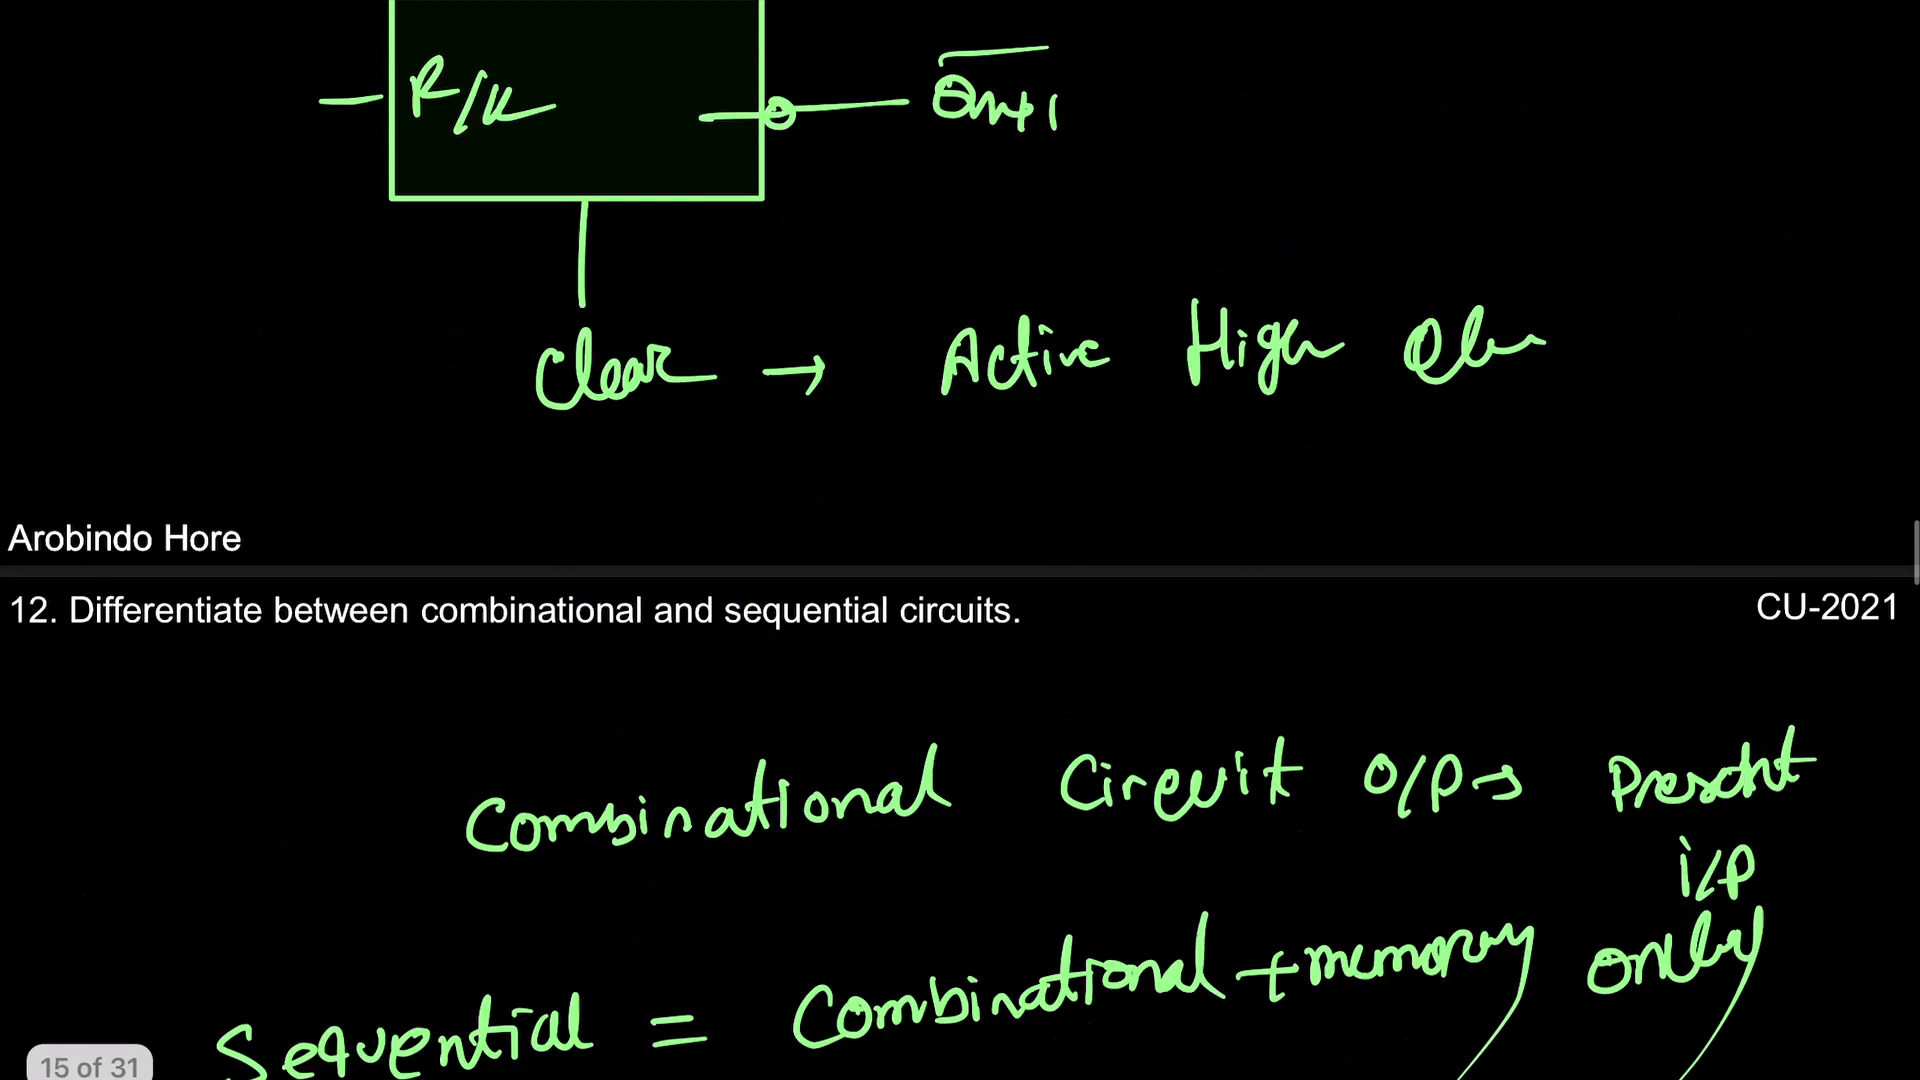 R/K
Qn+1
Clear → Active High
Arobindo Hore
12. Differentiate between combinational and sequential circuits.
CU-2021
Combinational Circuit O/P → Present
i/P
only
Sequential = Combinational + memory
15 of 31